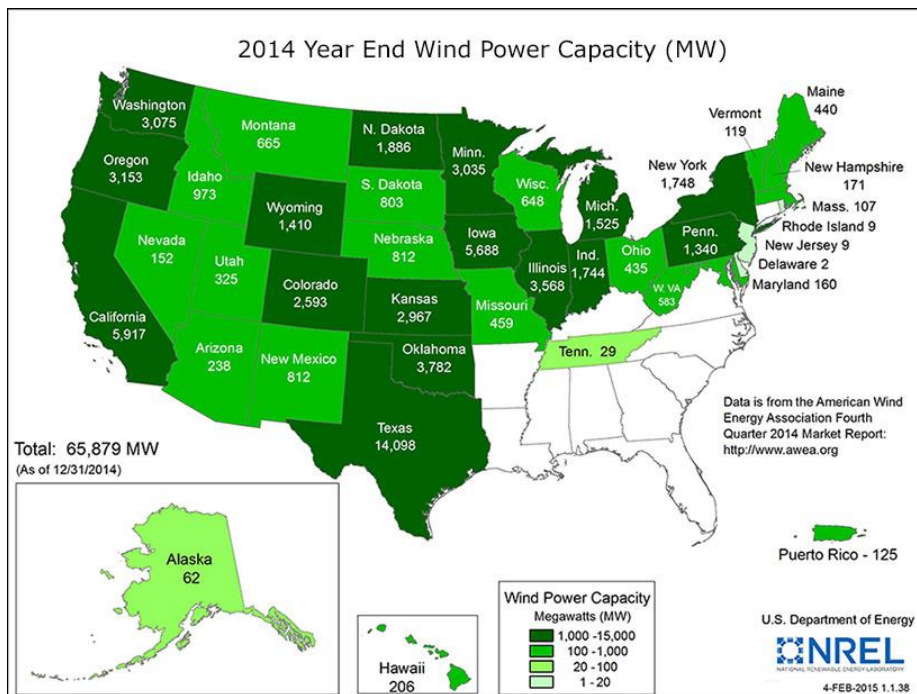 2014 Year End Wind Power Capacity (MW)
Washington
3,075
Montana
665
N. Dakota
1,886
Minn.
3,035
Vermont
119
Maine
440
New York
1,748
New Hampshire
171
Mass. 107
Rhode Island 9
New Jersey 9
Delaware 2
Maryland 160
Oregon
3,153
Idaho
973
Wyoming
1,410
S. Dakota
803
Wisc.
648
Mich.
1,525
Nebraska
812
Iowa
5,688
Penn.
1,340
Nevada
152
Utah
325
Colorado
2,593
Kansas
2,967
Illinois
3,568
Ind.
1,744
Ohio
435
W. VA
583
Missouri
459
California
5,917
Arizona
238
New Mexico
812
Oklahoma
3,782
Tenn. 29
Texas
14,098
Data is from the American Wind
Energy Association Fourth
Quarter 2014 Market Report:
http://www.awea.org
Total: 65,879 MW
(As of 12/31/2014)
Alaska
62
Hawaii
206
Puerto Rico - 125
Wind Power Capacity
Megawatts (MW)
1,000 -15,000
100 -1,000
20 -100
1 - 20
U.S. Department of Energy
NREL
NATIONAL RENEWABLE ENERGY LABORATORY
4-FEB-2015 1.1.38